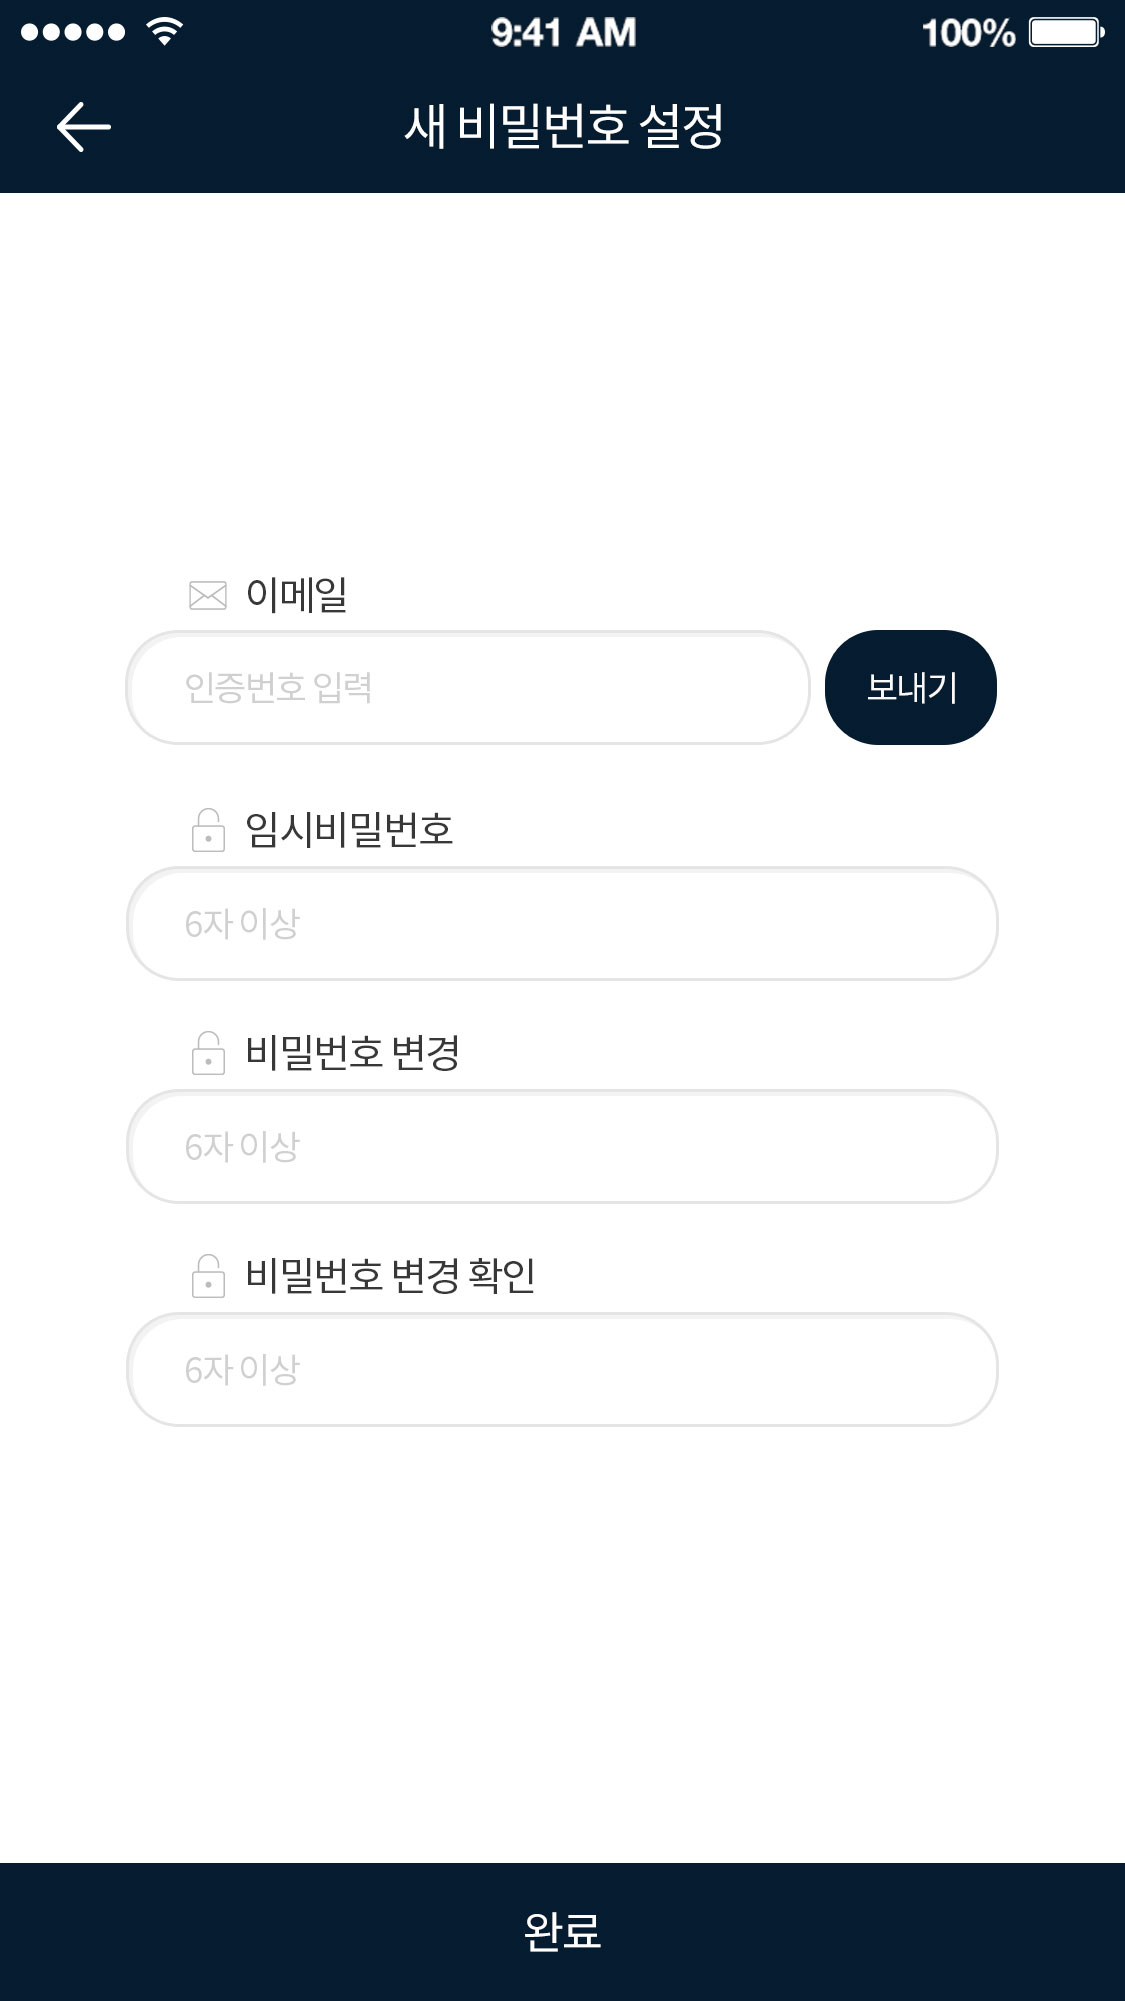 9:41 AM 100%
새 비밀번호 설정
이메일
인증번호 입력 보내기
임시비밀번호
6자 이상
비밀번호 변경
6자 이상
비밀번호 변경 확인
6자 이상
완료